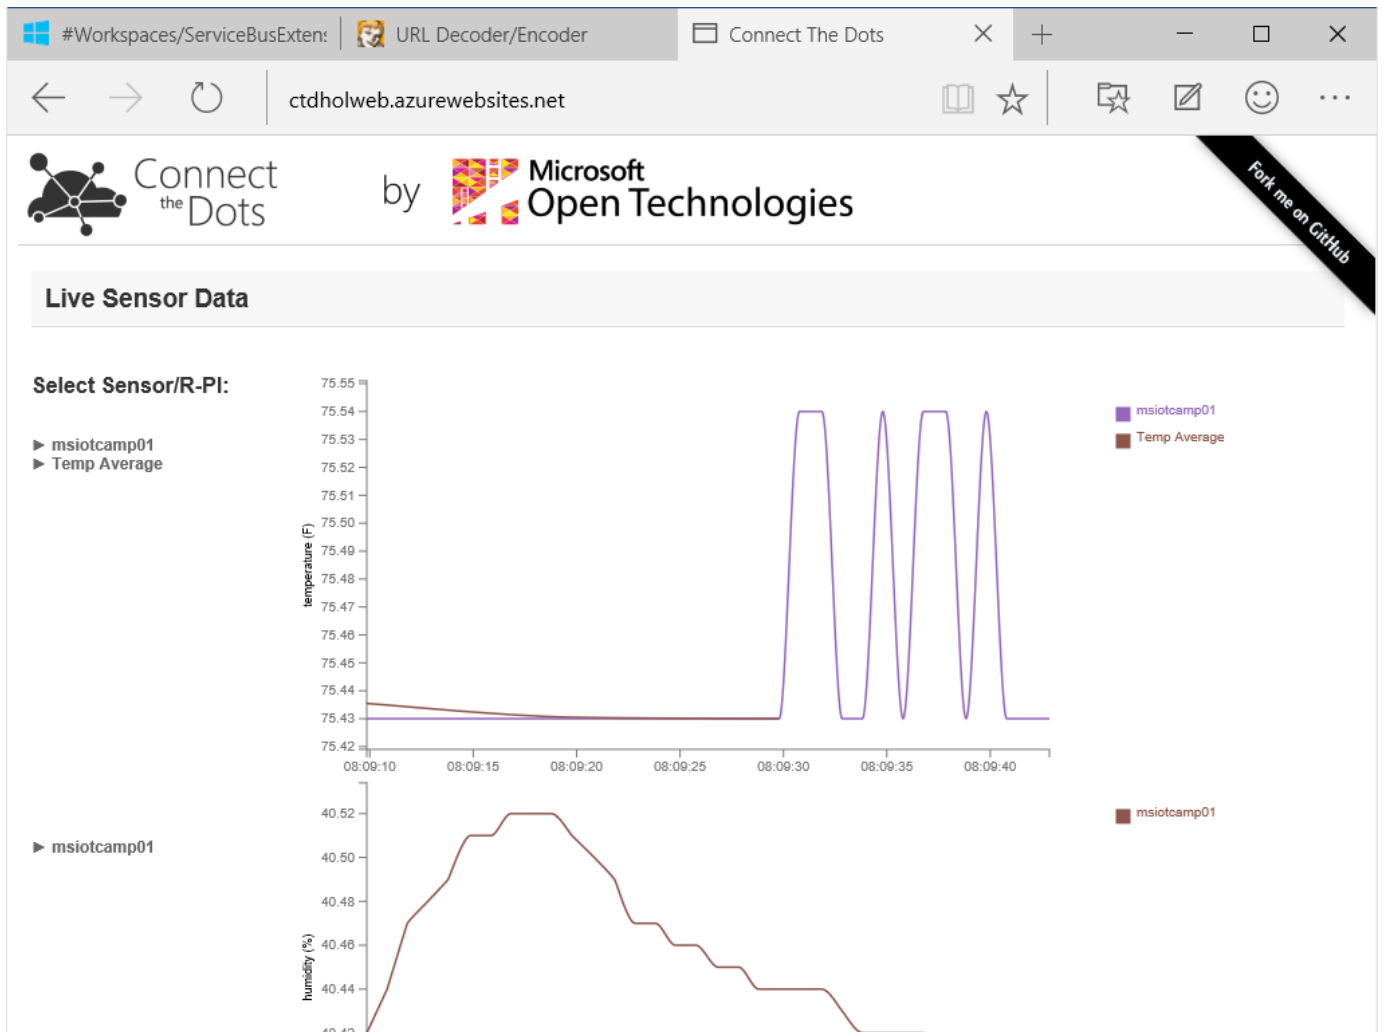 #Workspaces/ServiceBusExtens
URL Decoder/Encoder
Connect The Dots
ctdholweb.azurewebsites.net
Connect
the Dots
by
Microsoft
Open Technologies
Fork me on GitHub
Live Sensor Data
Select Sensor/R-PI:
msiotcamp01
Temp Average
temperature (F)
75.55
75.54
75.53
75.52
75.51
75.50
75.49
75.48
75.47
75.46
75.45
75.44
75.43
75.42
08:09:10 08:09:15 08:09:20 08:09:25 08:09:30 08:09:35 08:09:40
msiotcamp01
Temp Average
msiotcamp01
humidity (%)
40.52
40.50
40.48
40.46
40.44
msiotcamp01